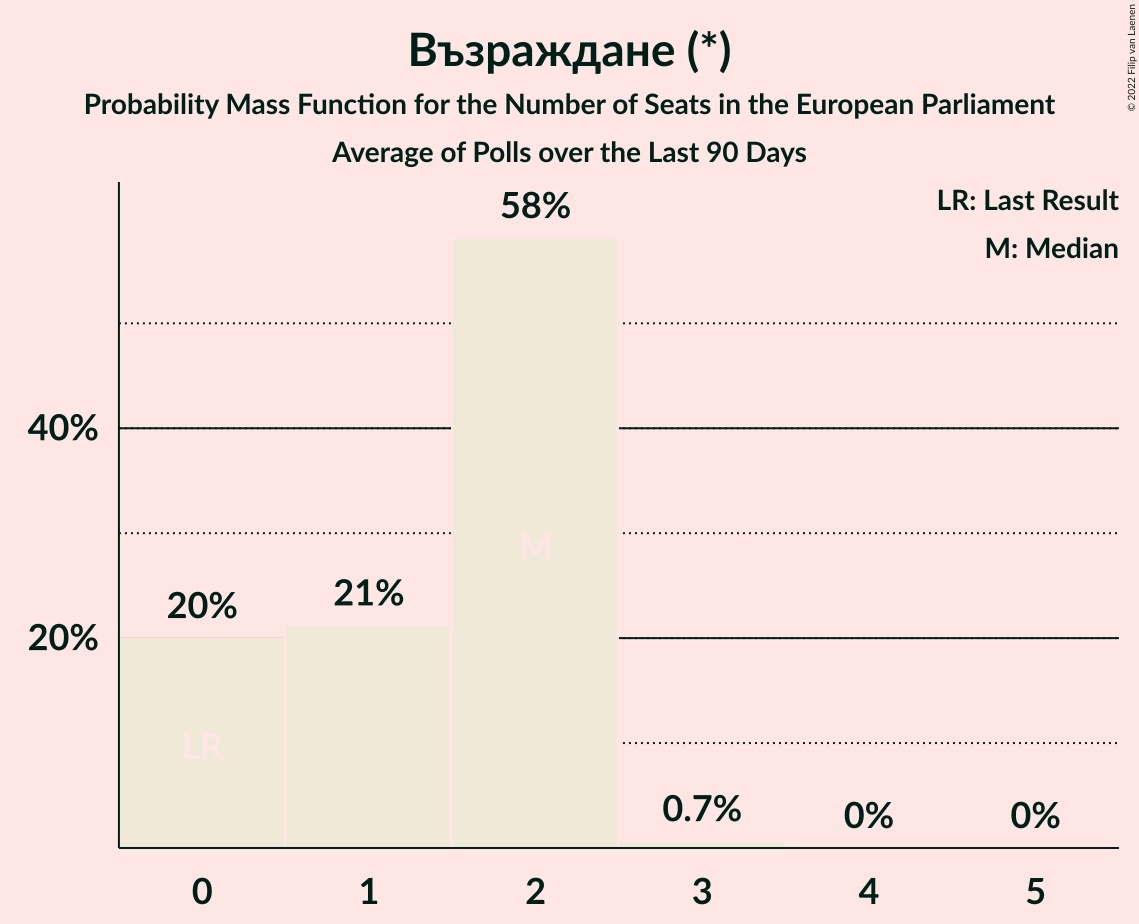 Възраждане (*)
Probability Mass Function for the Number of Seats in the European Parliament
Average of Polls over the Last 90 Days
© 2022 Filip van Laenen
LR: Last Result
M: Median
58%
40%
M
20%
21%
20%
LR
0.7%
0%
0%
0 1 2 3 4 5